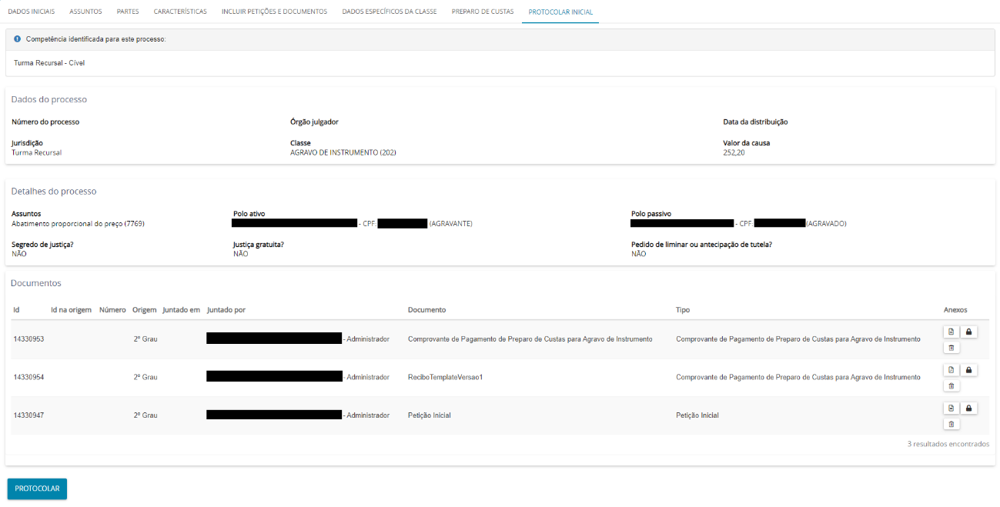 DADOS INICIAIS ASSUNTOS PARTES CARACTERÍSTICAS INCLUIR PETIÇÕES E DOCUMENTOS DADOS ESPECÍFICOS DA CLASSE PREPARO DE CUSTAS PROTOCOLAR INICIAL
Competência identificada para este processo:
Turma Recursal - Cível
Dados do processo
Número do processo Órgão julgador Data da distribuição
Jurisdição Classe Valor da causa
Turma Recursal AGRAVO DE INSTRUMENTO (202) 252,20
Detalhes do processo
Assuntos Polo ativo Polo passivo
Abatimento proporcional do preço (7769) - CPF: (AGRAVANTE) - CPF: (AGRAVADO)
Segredo de justiça? Justiça gratuita? Pedido de liminar ou antecipação de tutela?
NÃO NÃO NÃO
Documentos
Id Id na origem Número Origem Juntado em Juntado por Documento Tipo Anexos
14330953 2º Grau - Administrador Comprovante de Pagamento de Preparo de Custas para Agravo de Instrumento Comprovante de Pagamento de Preparo de Custas para Agravo de Instrumento
14330954 2º Grau - Administrador ReciboTemplateVersao1 Comprovante de Pagamento de Preparo de Custas para Agravo de Instrumento
14330947 2º Grau - Administrador Petição Inicial Petição Inicial
3 resultados encontrados
PROTOCOLAR